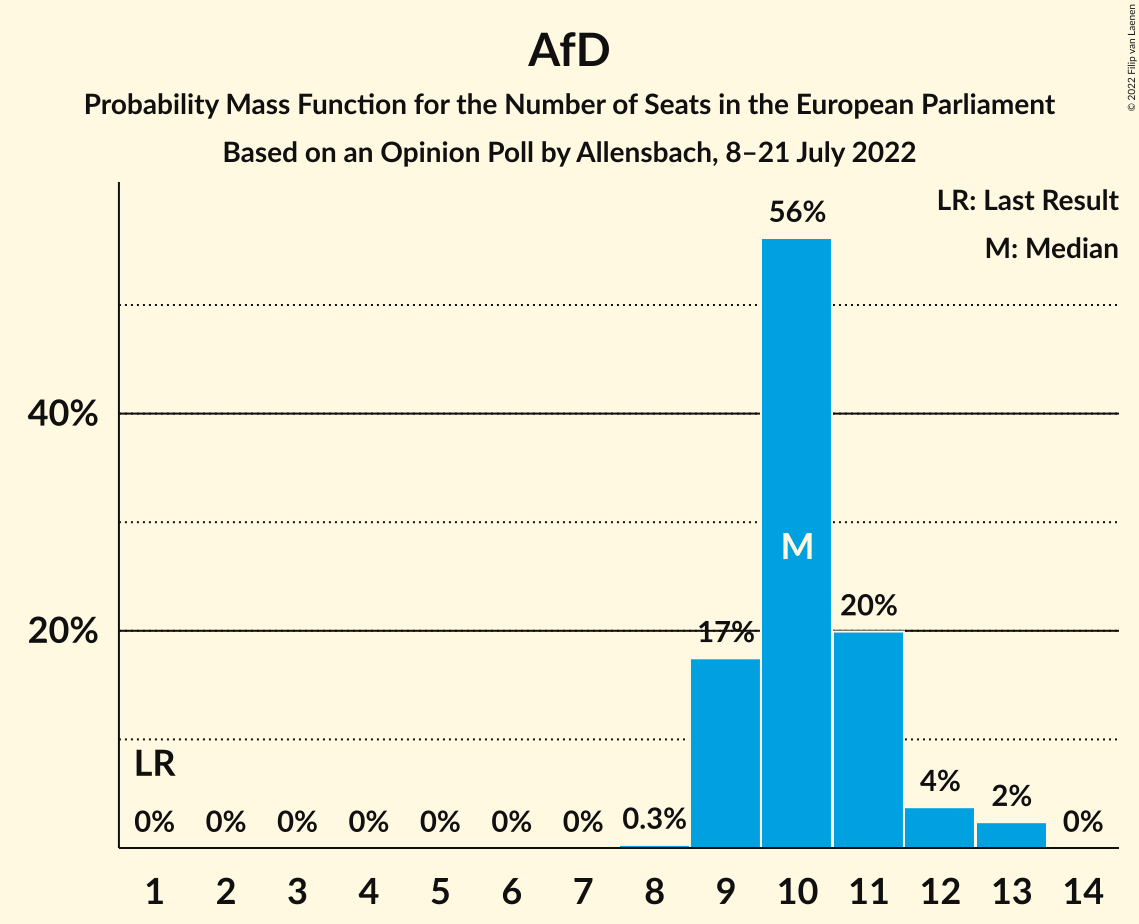 AfD
Probability Mass Function for the Number of Seats in the European Parliament
Based on an Opinion Poll by Allensbach, 8–21 July 2022
© 2022 Filip van Laenen
LR: Last Result
M: Median
56%
40%
M
20%
20%
17%
LR
0%
0%
0%
0%
0%
0%
0%
0.3%
4%
2%
0%
1 2 3 4 5 6 7 8 9 10 11 12 13 14